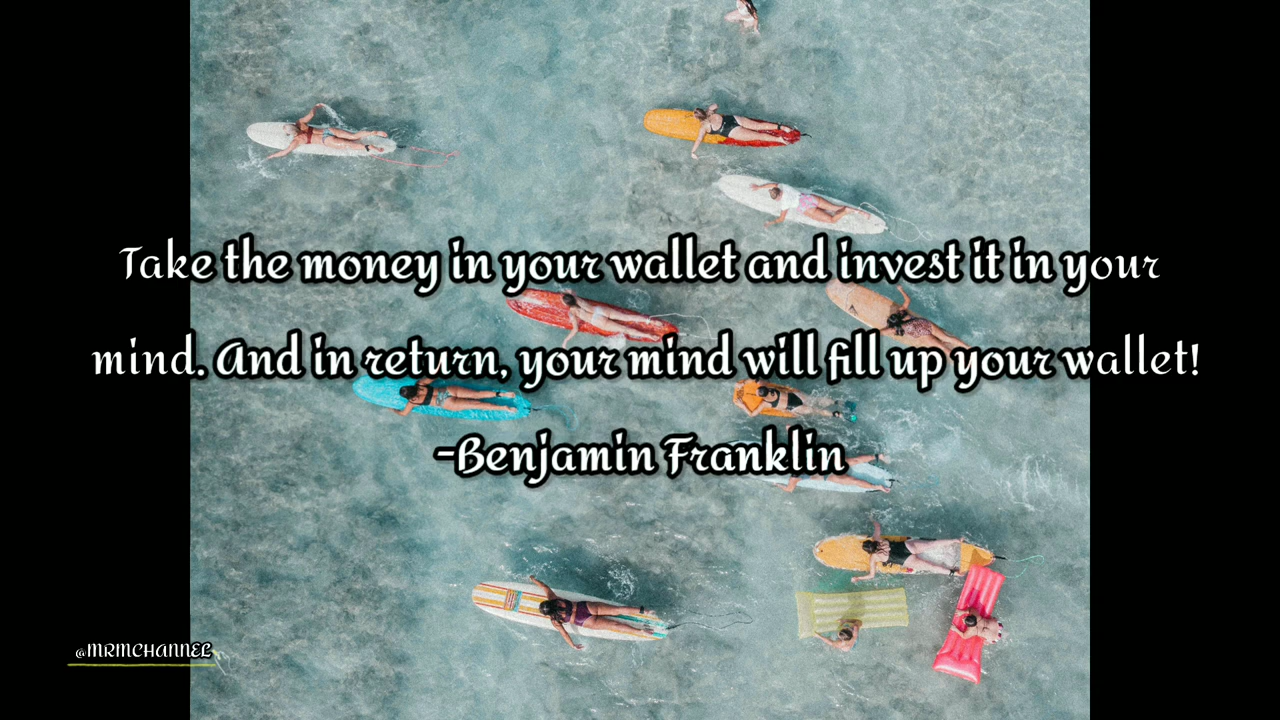 Take the money in your wallet and invest it in your
mind. And in return, your mind will fill up your wallet!
-Benjamin Franklin
@MRMCHANNEL